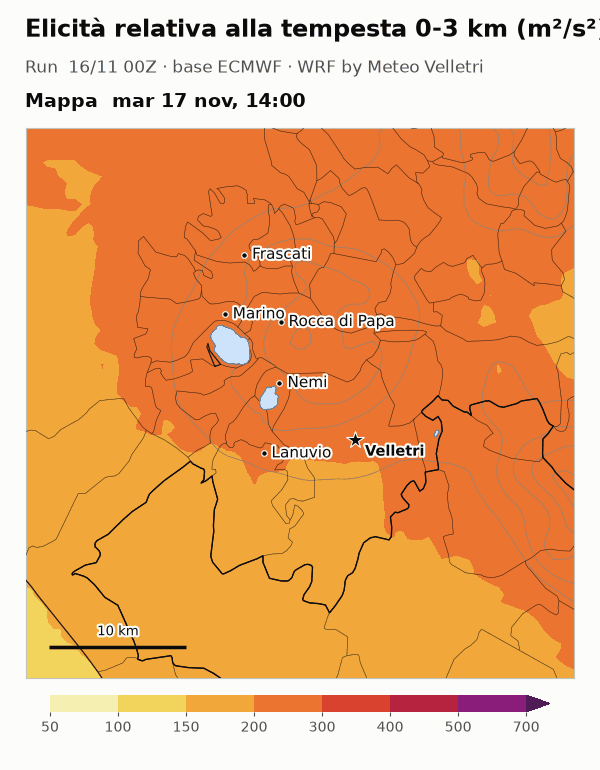 Elicità relativa alla tempesta 0-3 km (m²/s²)
Run  16/11 00Z · base ECMWF · WRF by Meteo Velletri
Mappa  mar 17 nov, 14:00
Frascati
Marino
Rocca di Papa
Nemi
Velletri
Lanuvio
10 km
50 100 150 200 300 400 500 700